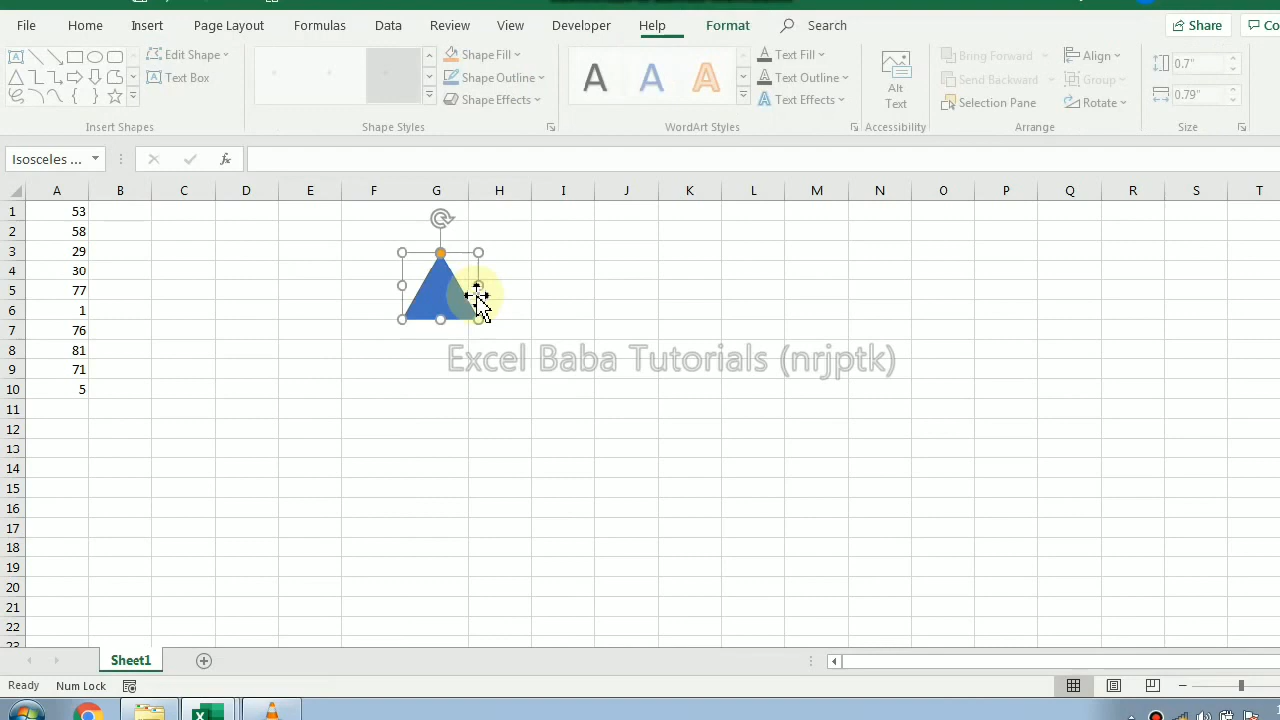 File Home Insert Page Layout Formulas Data Review View Developer Help Format Search Share Co
Edit Shape
Text Box
Insert Shapes
Shape Fill
Shape Outline
Shape Effects
Shape Styles
A A A
Text Fill
Text Outline
Text Effects
WordArt Styles
Alt
Text
Accessibility
Bring Forward
Send Backward
Selection Pane
Align
Group
Rotate
Arrange
0.7"
0.79"
Size
Isosceles ... fx
A B C D E F G H I J K L M N O P Q R S T
1 53
2 58
3 29
4 30
5 77
6 1
7 76
8 81
9 71
10 5
11
12
13
14
15
16
17
18
19
20
21
22
23
Excel Baba Tutorials (nrjptk)
Sheet1
Ready Num Lock